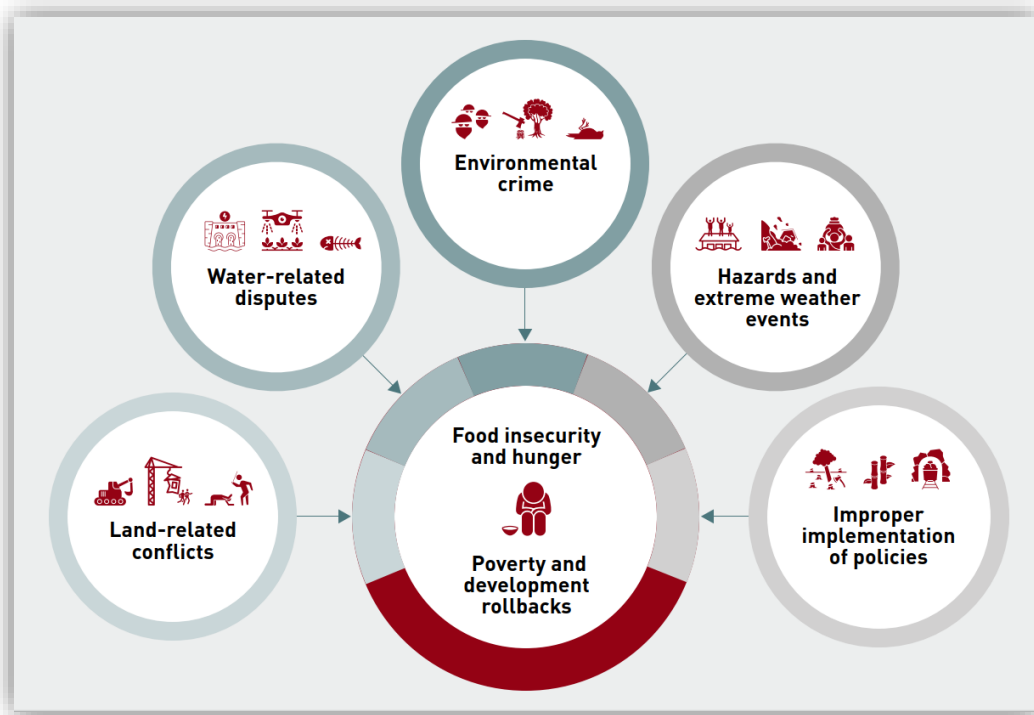 Environmental
crime
Water-related
disputes
Hazards and
extreme weather
events
Land-related
conflicts
Food insecurity
and hunger
Poverty and
development
rollbacks
Improper
implementation
of policies